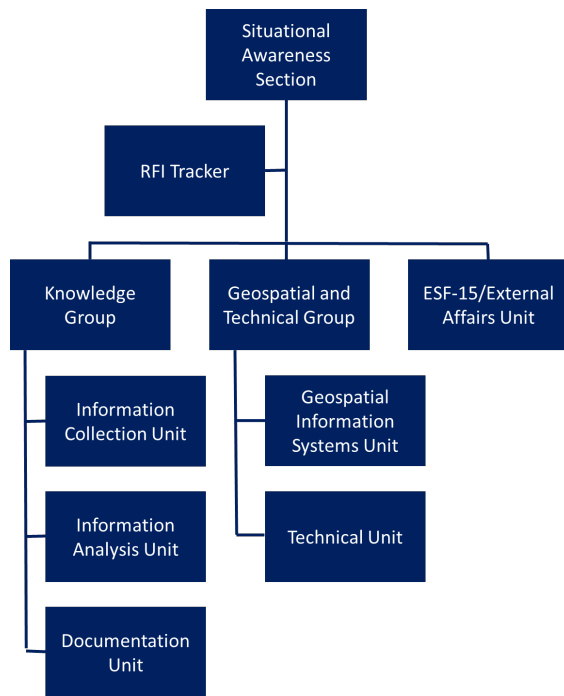 Situational
Awareness
Section
RFI Tracker
Knowledge
Group
Geospatial and
Technical Group
ESF-15/External
Affairs Unit
Information
Collection Unit
Geospatial
Information
Systems Unit
Information
Analysis Unit
Technical Unit
Documentation
Unit